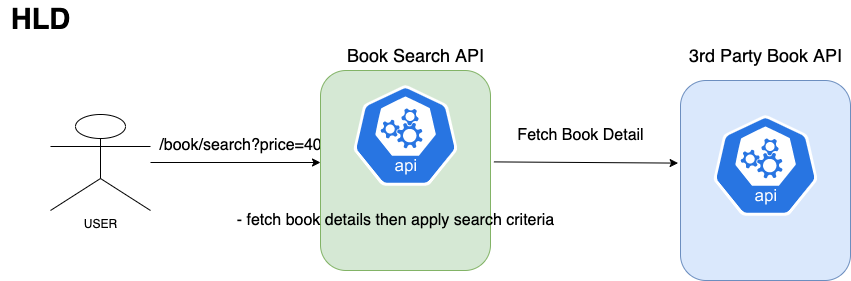 HLD
Book Search API
3rd Party Book API
/book/search?price=40
api
Fetch Book Detail
api
- fetch book details then apply search criteria
USER